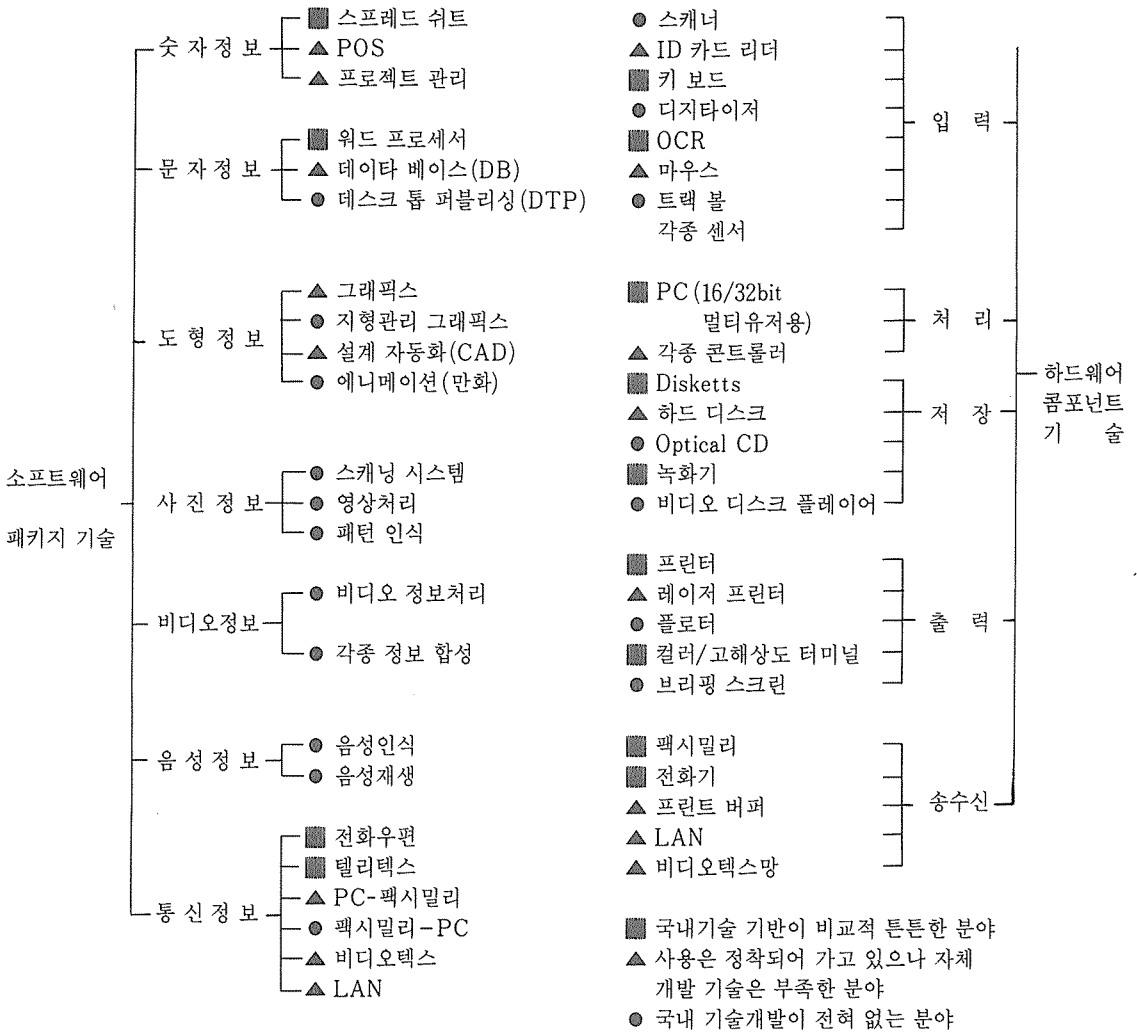 소프트웨어
패키지 기술
숫자정보
■ 스프레드 쉬트
▲ POS
▲ 프로젝트 관리
문자정보
■ 워드 프로세서
▲ 데이타 베이스(DB)
● 데스크 톱 퍼블리싱(DTP)
도형정보
▲ 그래픽스
● 지형관리 그래픽스
▲ 설계 자동화(CAD)
● 에니메이션(만화)
사진정보
● 스캐닝 시스템
● 영상처리
● 패턴 인식
비디오정보
● 비디오 정보처리
● 각종 정보 합성
음성정보
● 음성인식
● 음성재생
통신정보
■ 전화우편
■ 텔리텍스
▲ PC-팩시밀리
● 팩시밀리-PC
▲ 비디오텍스
▲ LAN
● 스캐너
▲ ID 카드 리더
■ 키 보드
● 디지타이저
■ OCR
▲ 마우스
● 트랙 볼
각종 센서
입 력
■ PC(16/32bit
멀티유저용)
▲ 각종 콘트롤러
처 리
■ Disketts
▲ 하드 디스크
● Optical CD
■ 녹화기
● 비디오 디스크 플레이어
저 장
■ 프린터
▲ 레이저 프린터
● 플로터
■ 컬러/고해상도 터미널
● 브리핑 스크린
출 력
■ 팩시밀리
■ 전화기
▲ 프린트 버퍼
▲ LAN
▲ 비디오텍스망
송수신
하드웨어
콤포넌트
기 술
■ 국내기술 기반이 비교적 튼튼한 분야
▲ 사용은 정착되어 가고 있으나 자체
개발 기술은 부족한 분야
● 국내 기술개발이 전혀 없는 분야